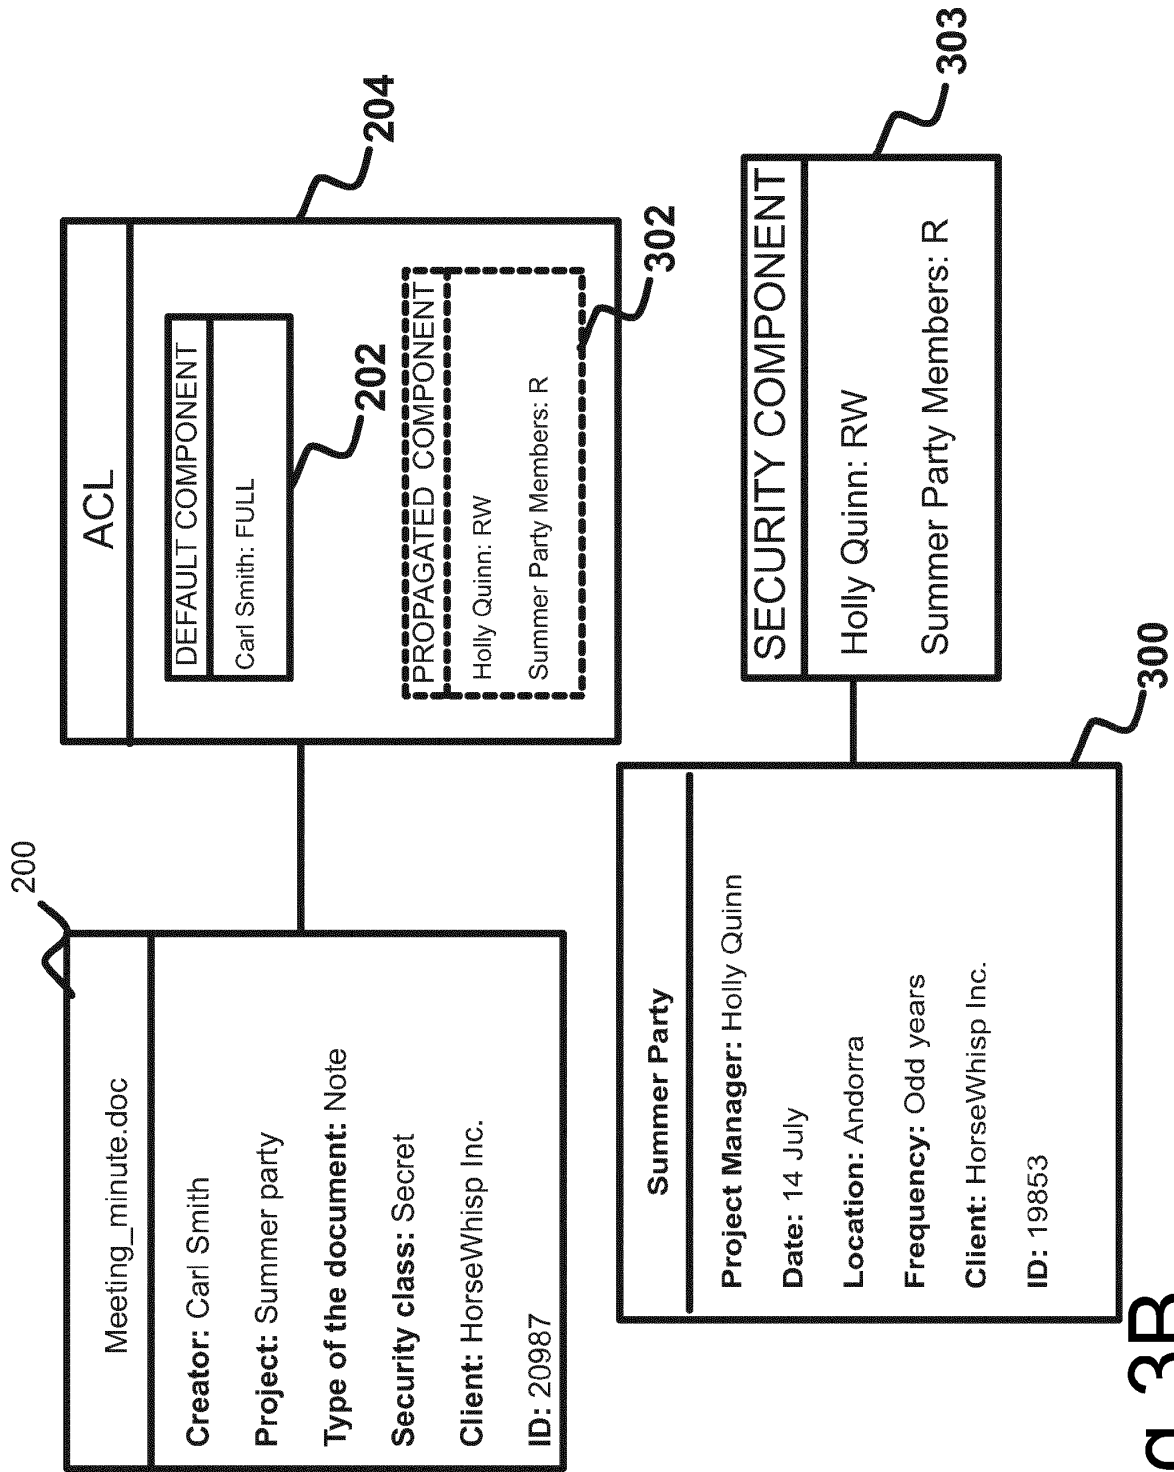 200
Meeting_minute.doc
Creator: Carl Smith
Project: Summer party
Type of the document: Note
Security class: Secret
Client: HorseWhisp Inc.
ID: 20987
ACL
204
DEFAULT COMPONENT
Carl Smith: FULL
202
PROPAGATED COMPONENT
Holly Quinn: RW
Summer Party Members: R
302
Summer Party
Project Manager: Holly Quinn
Date: 14 July
Location: Andorra
Frequency: Odd years
Client: HorseWhisp Inc.
ID: 19853
300
SECURITY COMPONENT
Holly Quinn: RW
Summer Party Members: R
303
g. 3B